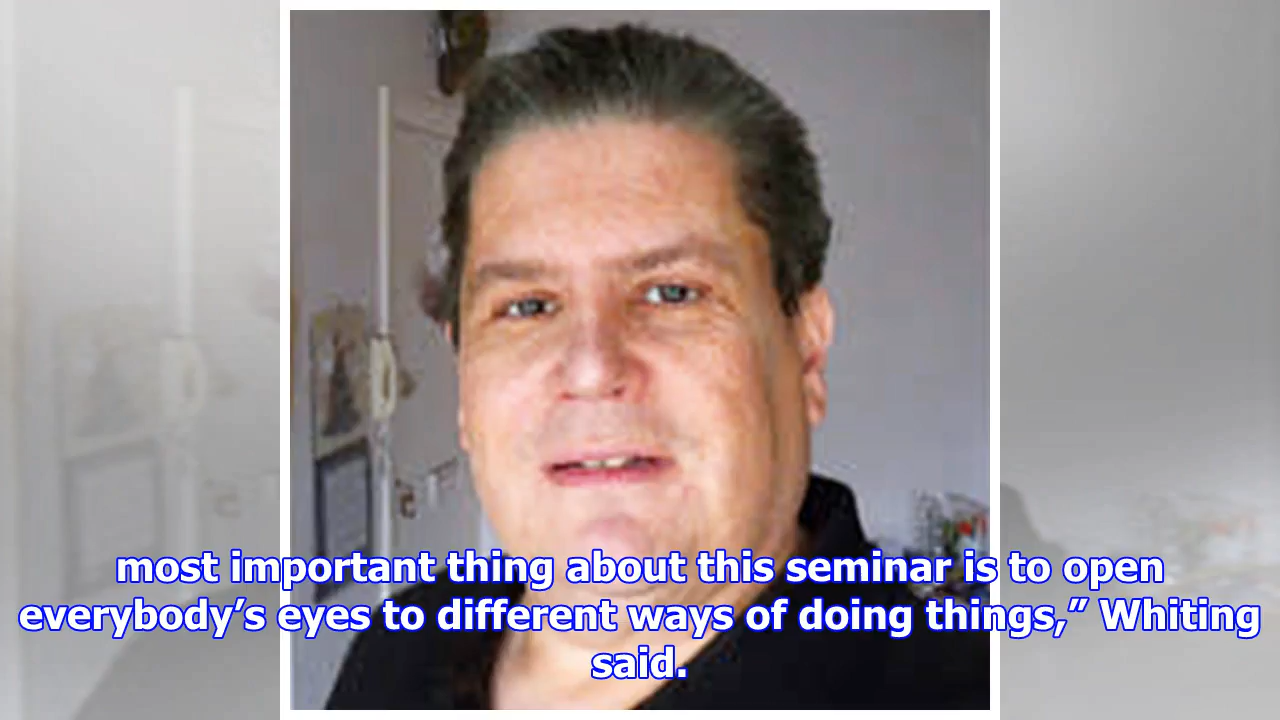 most important thing about this seminar is to open
everybody’s eyes to different ways of doing things,” Whiting
said.